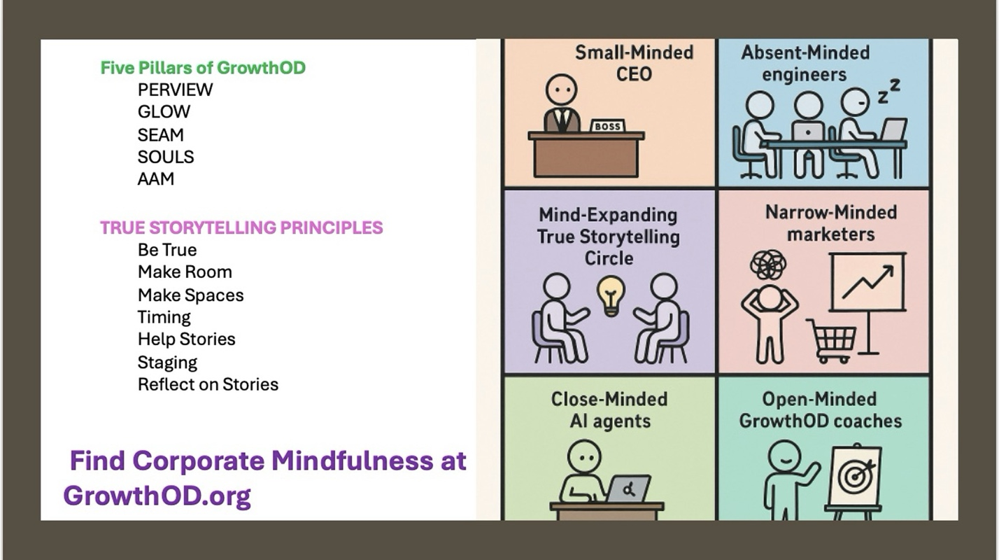 Five Pillars of GrowthOD
PERVIEW
GLOW
SEAM
SOULS
AAM
TRUE STORYTELLING PRINCIPLES
Be True
Make Room
Make Spaces
Timing
Help Stories
Staging
Reflect on Stories
Find Corporate Mindfulness at
GrowthOD.org
Small-Minded
CEO
BOSS
Absent-Minded
engineers
z z
Mind-Expanding
True Storytelling
Circle
Narrow-Minded
marketers
Close-Minded
AI agents
Open-Minded
GrowthOD coaches